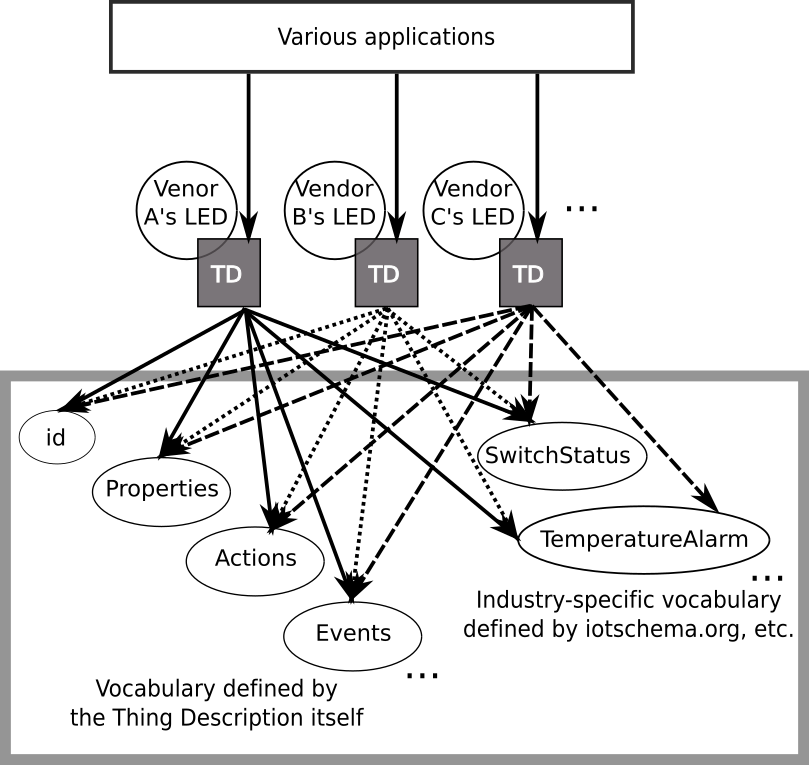 Various applications
Venor
A's LED
Vendor
B's LED
Vendor
C's LED
...
TD
TD
TD
id
Properties
Actions
Events
...
SwitchStatus
TemperatureAlarm
...
Industry-specific vocabulary
defined by iotschema.org, etc.
Vocabulary defined by
the Thing Description itself